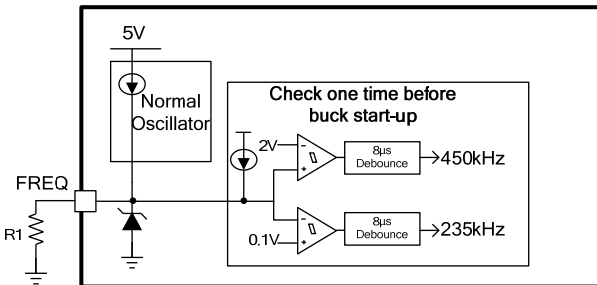 5V
Normal
Oscillator
Check one time before
buck start-up
2V
8µs
Debounce
450kHz
FREQ
R1
0.1V
8µs
Debounce
235kHz